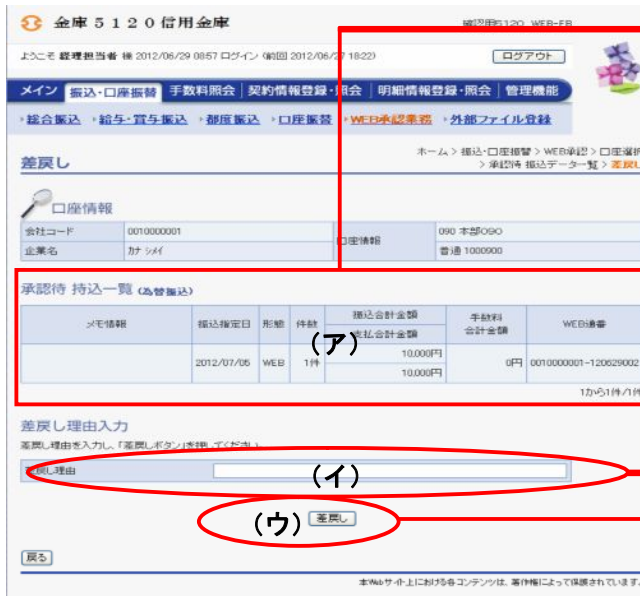 金庫５１２０信用金庫
確認用5120 WEB-FB
ようこそ 経理担当者 様 2012/06/29 0857 ログイン (前回 2012/06/27 1822)
ログアウト
メイン 振込・口座振替 手数料照会 契約情報登録・照会 明細情報登録・照会 管理機能
総合振込 給与・賞与振込 都度振込 口座振替 WEB承認業務 外部ファイル登録
差戻し
ホーム > 振込・口座振替 > WEB承認 > 口座選択
> 承認待 振込データ一覧 > 差戻し
口座情報
会社コード 0010000001 口座情報 090 本部090
企業名 カナ シメイ 普通 1000900
承認待 持込一覧 (為替振込)
メモ情報 振込指定日 形態 件数 振込合計金額 手数料合計金額 WEB通番
支払合計金額
(ア)
2012/07/05 WEB 1件 10,000円 0円 0010000001-120629002
10,000円
1から1件/1件
差戻し理由入力
差戻し理由を入力し、「差戻しボタン」を押してください。
差戻し理由 (イ)
(ウ) 差戻し
戻る
本Webサイト上における各コンテンツは、著作権によって保護されています。